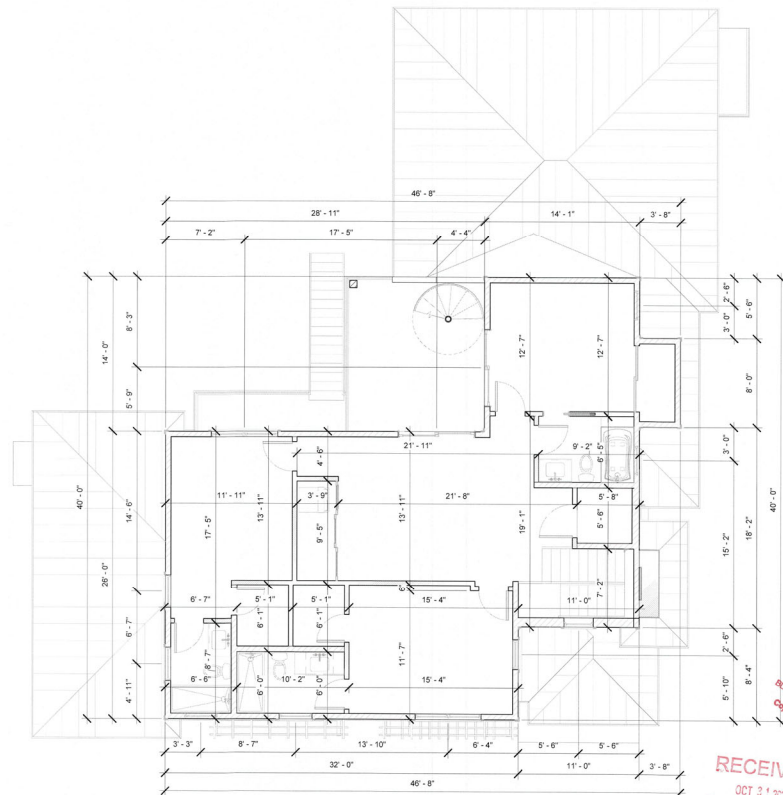 46' - 8"
28' - 11"
14' - 1"
3' - 8"
7' - 2"
17' - 5"
4' - 4"
8' - 3"
14' - 0"
5' - 9"
40' - 0"
14' - 6"
26' - 0"
6' - 7"
4' - 11"
2' - 6"
5' - 6"
3' - 0"
8' - 0"
3' - 0"
40' - 0"
15' - 2"
18' - 2"
2' - 6"
5' - 10"
8' - 4"
12' - 7"
12' - 7"
21' - 11"
4' - 6"
9' - 2"
6' - 5"
11' - 11"
13' - 11"
3' - 9"
21' - 8"
13' - 11"
5' - 8"
5' - 6"
19' - 1"
17' - 5"
9' - 5"
7' - 2"
6"
6' - 7"
5' - 1"
5' - 1"
15' - 4"
11' - 0"
6' - 1"
6' - 1"
11' - 7"
8' - 7"
6' - 6"
6' - 0"
10' - 2"
6' - 0"
15' - 4"
3' - 3"
8' - 7"
13' - 10"
6' - 4"
5' - 6"
5' - 6"
32' - 0"
11' - 0"
3' - 8"
46' - 8"
RECEIV
OCT 3 1